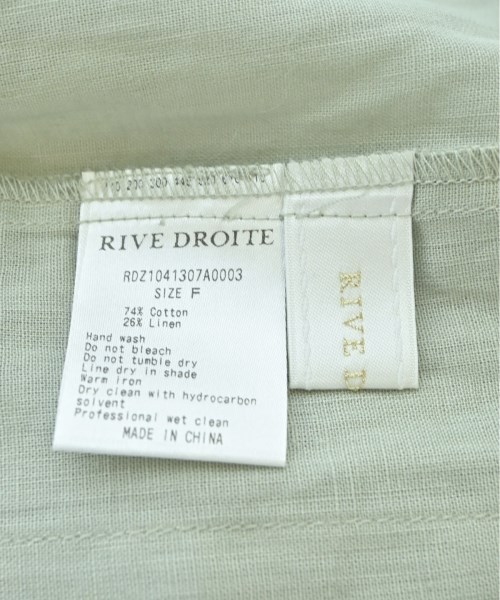 RIVE DROITE
RDZ1041307A0003
SIZE F
74% Cotton
26% Linen
Hand wash
Do not bleach
Do not tumble dry
Line dry in shade
Warm iron
Dry clean with hydrocarbon
solvent
Professional wet clean
MADE IN CHINA
RIVE